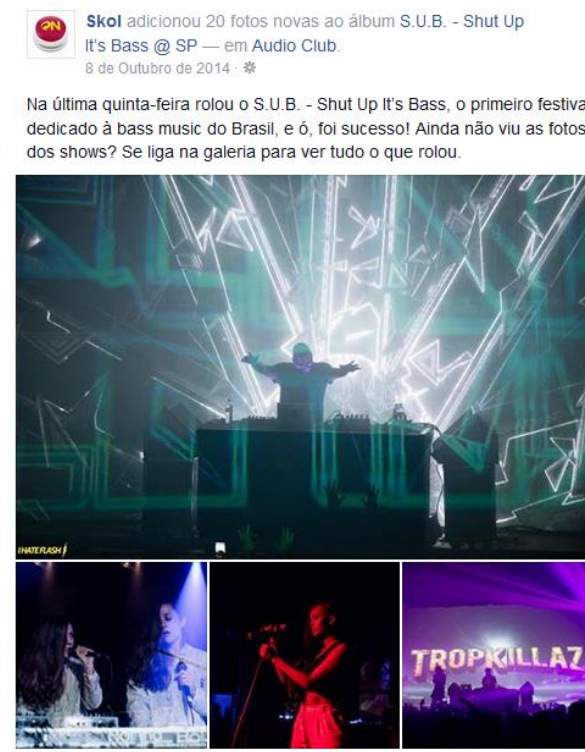 Skol adicionou 20 fotos novas ao álbum S.U.B. - Shut Up
It's Bass @ SP — em Audio Club.
8 de Outubro de 2014 ·
Na última quinta-feira rolou o S.U.B. - Shut Up It's Bass, o primeiro festiva
dedicado à bass music do Brasil, e ó, foi sucesso! Ainda não viu as fotos
dos shows? Se liga na galeria para ver tudo o que rolou.
IHATEFLASH
TROPKILLAZ